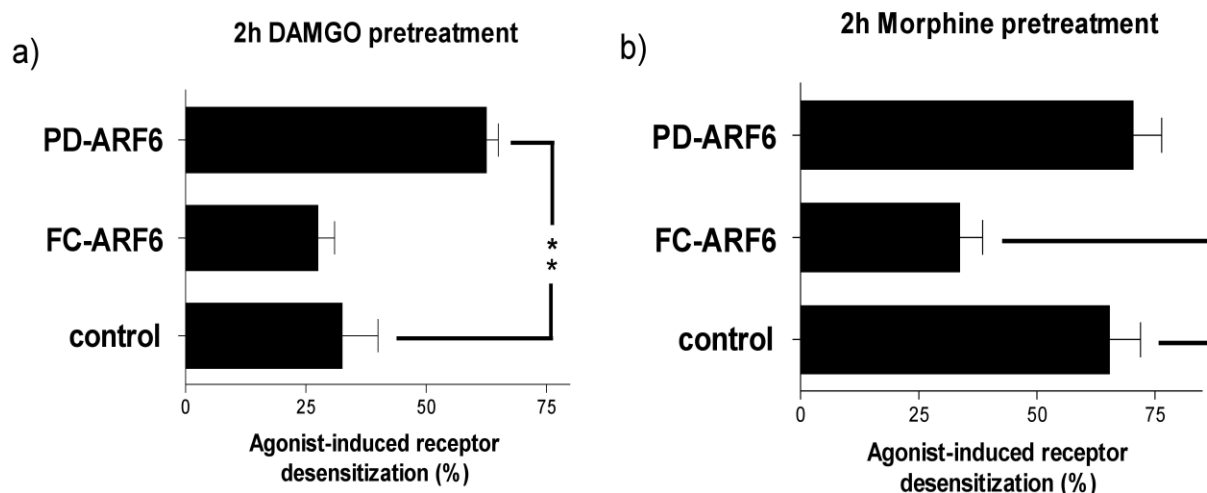 a)
2h DAMGO pretreatment
PD-ARF6
FC-ARF6
control
**
0 25 50 75
Agonist-induced receptor
desensitization (%)
b)
2h Morphine pretreatment
PD-ARF6
FC-ARF6
control
0 25 50 75
Agonist-induced receptor
desensitization (%)